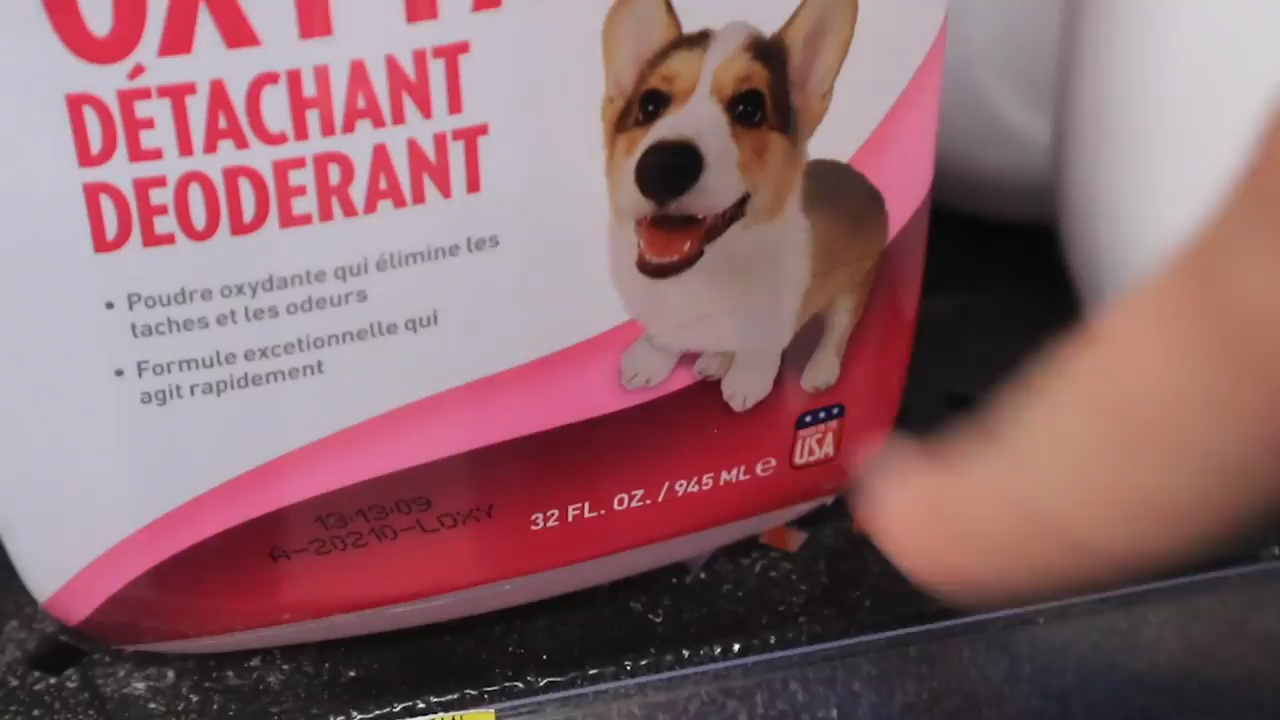 DÉTACHANT
DEODERANT
• Poudre oxydante qui élimine les
taches et les odeurs
• Formule excetionnelle qui
agit rapidement
13:13:09
A-20210-LOXY
32 FL. OZ. / 945 ML e
USA